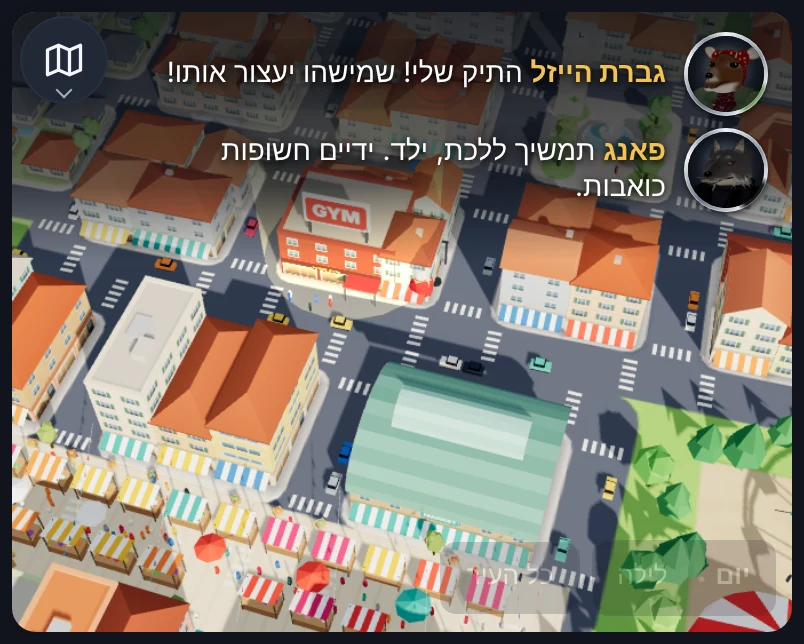 גברת הייזל התיק שלי! שמישהו יעצור אותו!
פאנג תמשיך ללכת, ילד. ידיים חשופות
כואבות.
GYM
יום
לילה
כל העיר